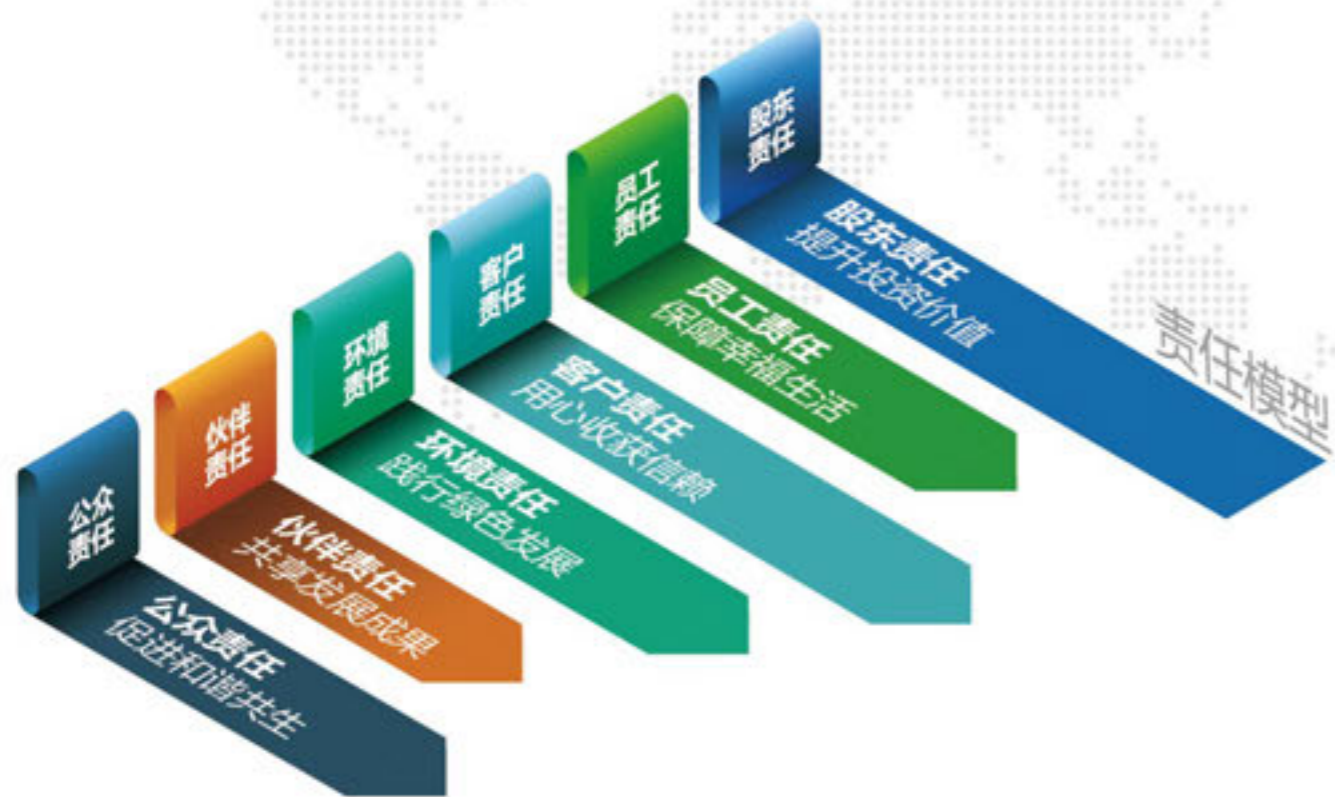 股东
责任
股东责任
提升投资价值
员工
责任
员工责任
保障幸福生活
客户
责任
客户责任
用心收获信赖
环境
责任
环境责任
践行绿色发展
伙伴
责任
伙伴责任
共享发展成果
公众
责任
公众责任
促进和谐共生
责任模型